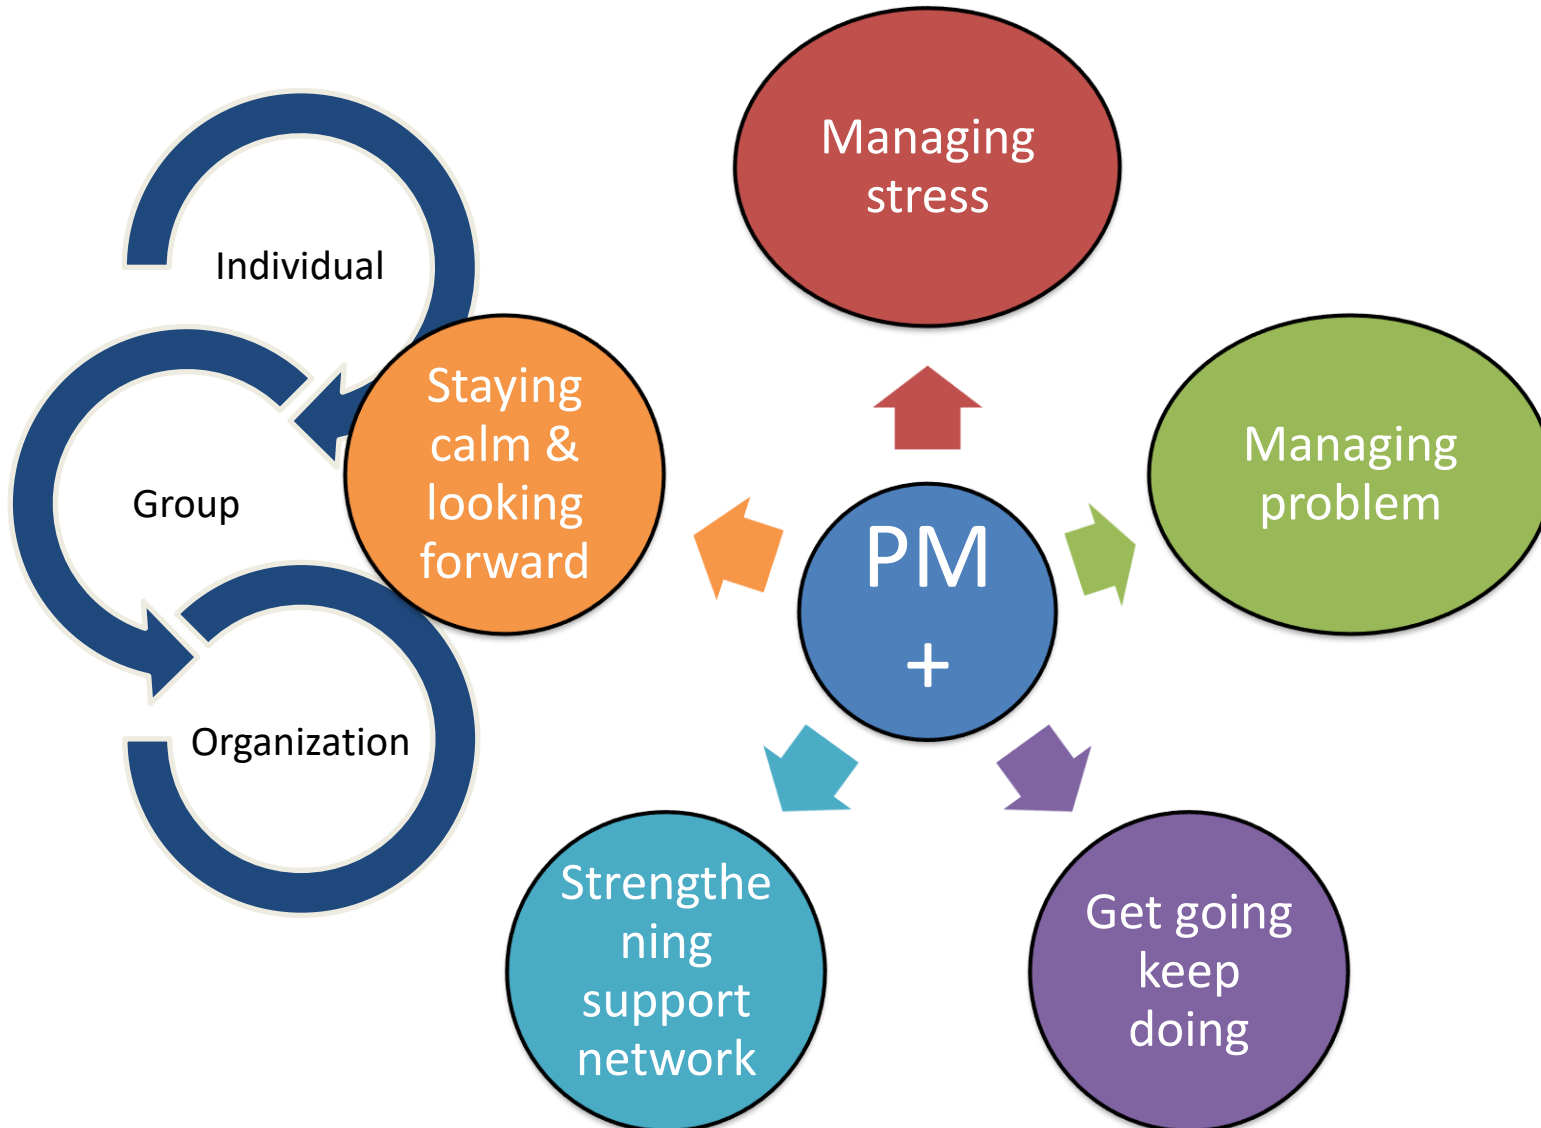 Managing
stress
Individual
Staying
calm &
looking
forward
Managing
problem
Group
PM
+
Organization
Strengthe
ning
support
network
Get going
keep
doing